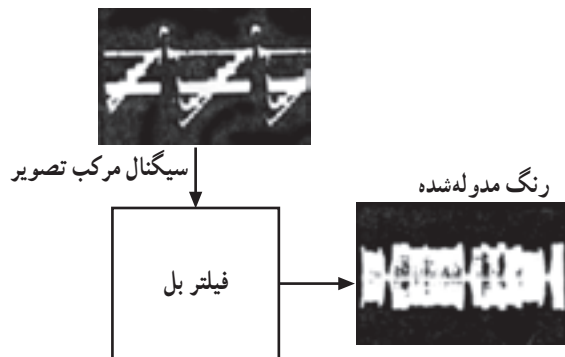 سیگنال مرکب تصویر
رنگ مدوله‌شده
فیلتر بل